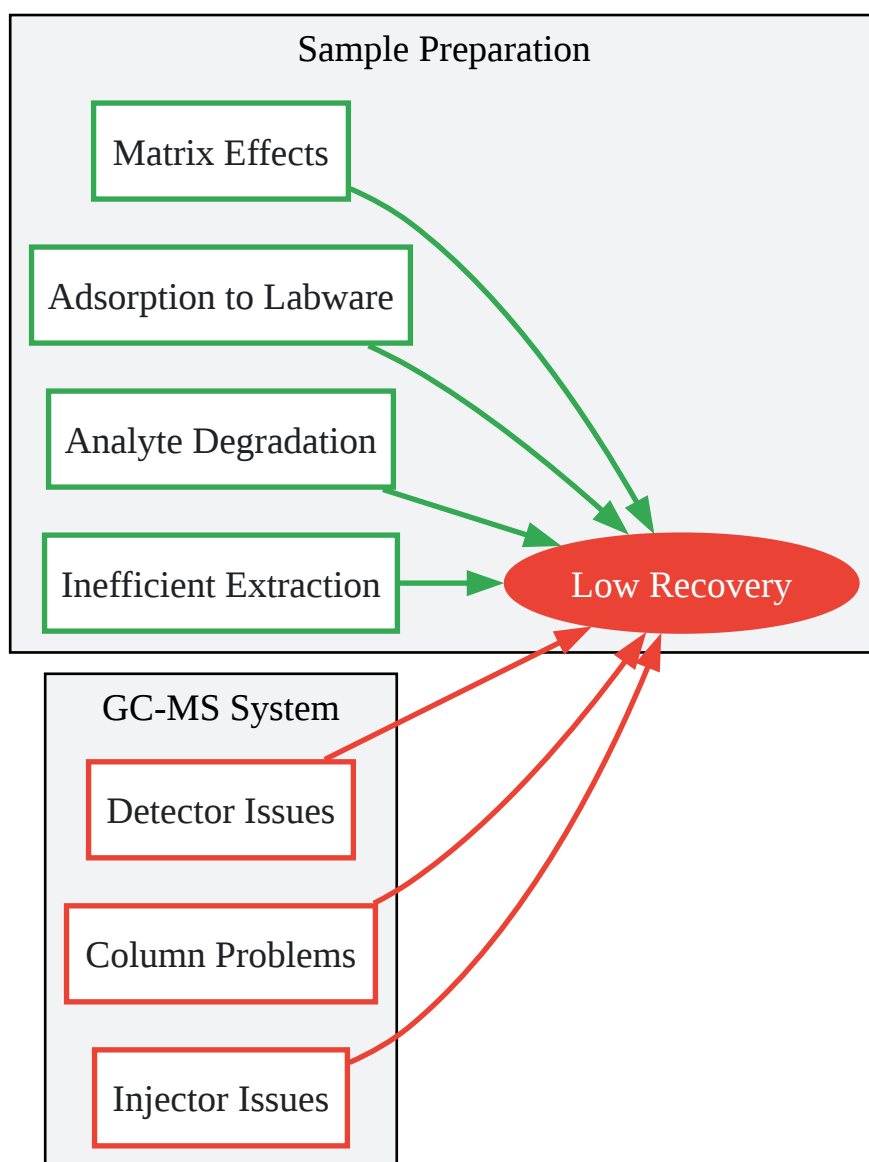 Sample Preparation
Matrix Effects
Adsorption to Labware
Analyte Degradation
Inefficient Extraction
Low Recovery
GC-MS System
Detector Issues
Column Problems
Injector Issues